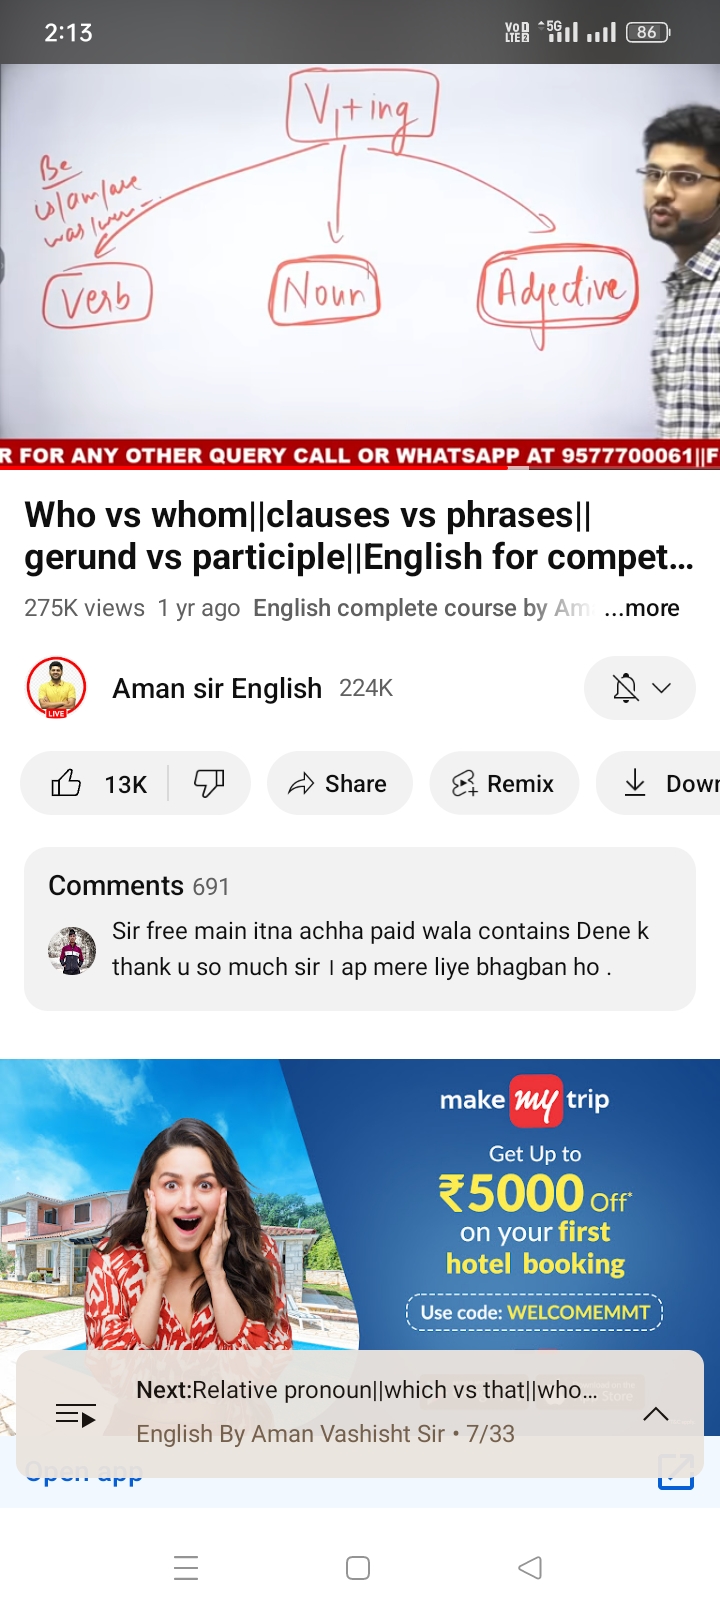 2:13
Vo LTE2 5G 86
V₁+ing
Be
is/am/are
was/were
Verb
Noun
Adjective
R FOR ANY OTHER QUERY CALL OR WHATSAPP AT 9577700061||F
Who vs whom||clauses vs phrases||
gerund vs participle||English for compet...
275K views 1 yr ago English complete course by Am ...more
LIVE
Aman sir English 224K
13K Share Remix Down
Comments 691
Sir free main itna achha paid wala contains Dene k
thank u so much sir । ap mere liye bhagban ho .
make my trip
Get Up to
₹5000 Off*
on your first
hotel booking
Use code: WELCOMEMMT
Next:Relative pronoun||which vs that||who...
English By Aman Vashisht Sir • 7/33
Open app